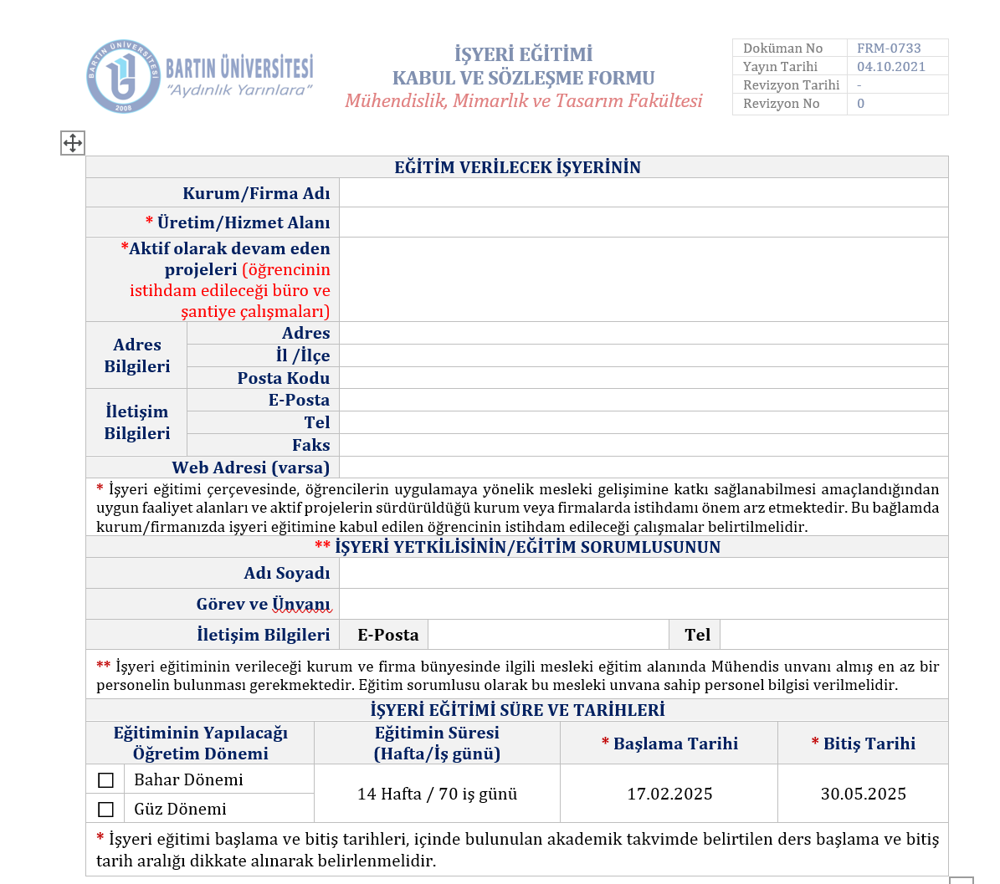 BARTIN ÜNİVERSİTESİ
2008
BARTIN ÜNİVERSİTESİ
"Aydınlık Yarınlara"
İŞYERİ EĞİTİMİ
KABUL VE SÖZLEŞME FORMU
Mühendislik, Mimarlık ve Tasarım Fakültesi
Doküman No FRM-0733
Yayın Tarihi 04.10.2021
Revizyon Tarihi -
Revizyon No 0
EĞİTİM VERİLECEK İŞYERİNİN
Kurum/Firma Adı
* Üretim/Hizmet Alanı
*Aktif olarak devam eden
projeleri (öğrencinin
istihdam edileceği büro ve
şantiye çalışmaları)
Adres
Bilgileri
Adres
İl /İlçe
Posta Kodu
İletişim
Bilgileri
E-Posta
Tel
Faks
Web Adresi (varsa)
* İşyeri eğitimi çerçevesinde, öğrencilerin uygulamaya yönelik mesleki gelişimine katkı sağlanabilmesi amaçlandığından
uygun faaliyet alanları ve aktif projelerin sürdürüldüğü kurum veya firmalarda istihdamı önem arz etmektedir. Bu bağlamda
kurum/firmanızda işyeri eğitimine kabul edilen öğrencinin istihdam edileceği çalışmalar belirtilmelidir.
** İŞYERİ YETKİLİSİNİN/EĞİTİM SORUMLUSUNUN
Adı Soyadı
Görev ve Ünvanı
İletişim Bilgileri E-Posta Tel
** İşyeri eğitiminin verileceği kurum ve firma bünyesinde ilgili mesleki eğitim alanında Mühendis unvanı almış en az bir
personelin bulunması gerekmektedir. Eğitim sorumlusu olarak bu mesleki unvana sahip personel bilgisi verilmelidir.
İŞYERİ EĞİTİMİ SÜRE VE TARİHLERİ
Eğitiminin Yapılacağı
Öğretim Dönemi
Eğitimin Süresi
(Hafta/İş günü)
* Başlama Tarihi
* Bitiş Tarihi
☐ Bahar Dönemi
☐ Güz Dönemi
14 Hafta / 70 iş günü
17.02.2025
30.05.2025
* İşyeri eğitimi başlama ve bitiş tarihleri, içinde bulunulan akademik takvimde belirtilen ders başlama ve bitiş
tarih aralığı dikkate alınarak belirlenmelidir.